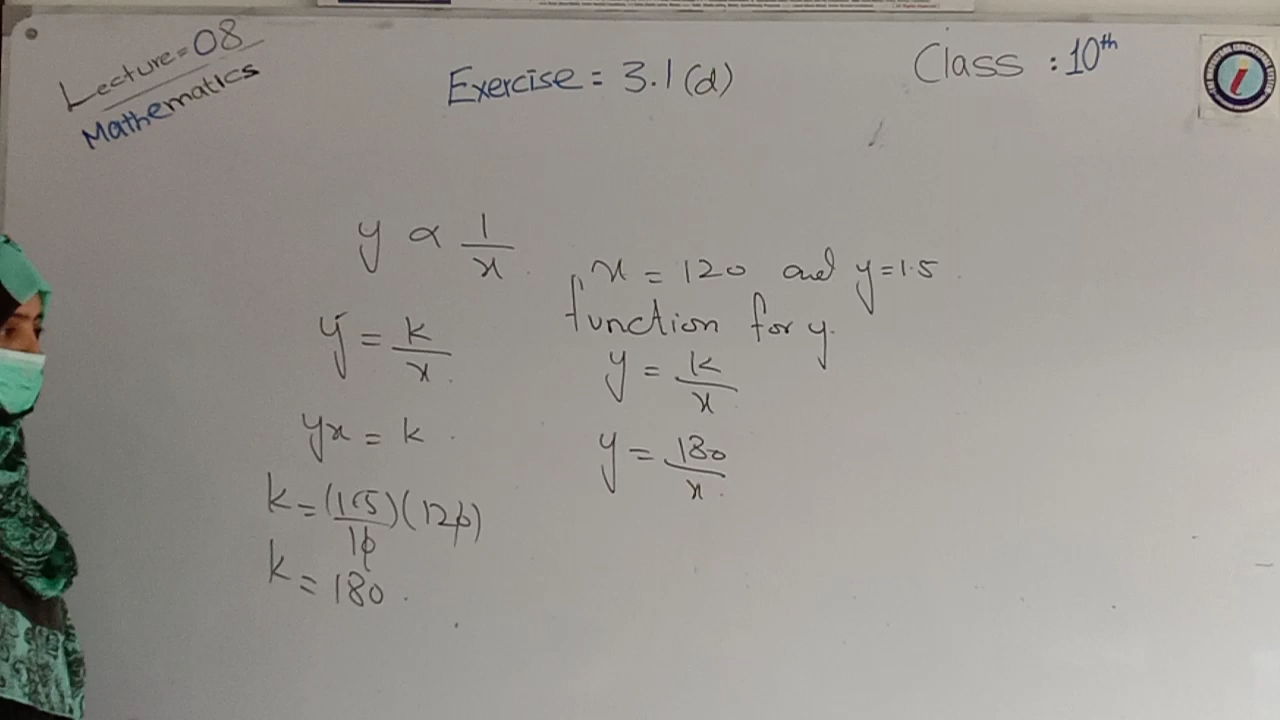 Lecture = 08
Mathematics
Exercise = 3.1(d)
Class : 10th
y ∝ 1/x
y = k/x
yx = k
k = (1.5/10)(120)
k = 180
x = 120 and y = 1.5
function for y.
y = k/x
y = 180/x